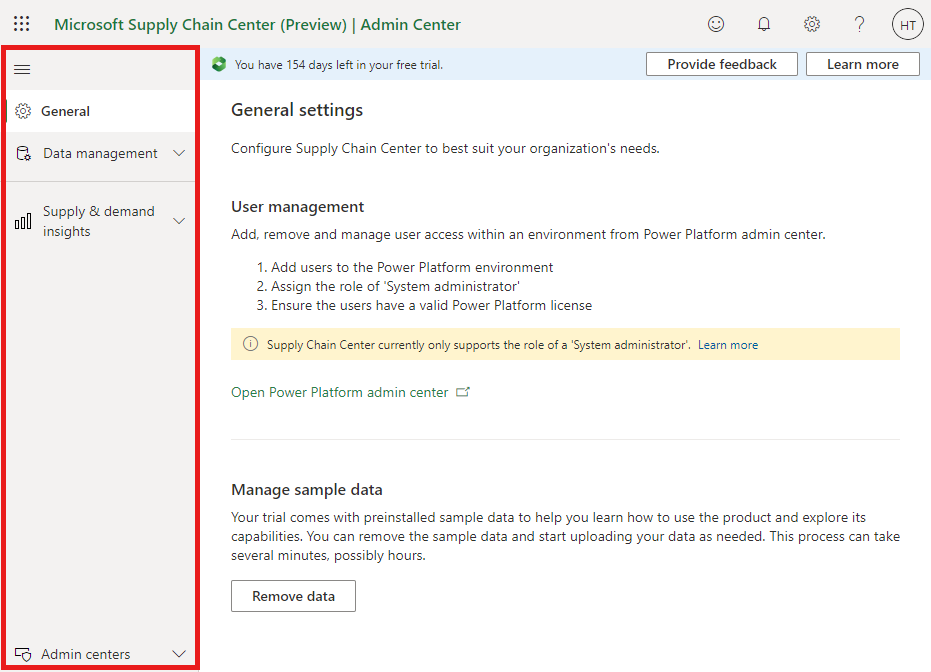 Microsoft Supply Chain Center (Preview) | Admin Center
HT
You have 154 days left in your free trial.
Provide feedback
Learn more
General
Data management
Supply & demand
insights
Admin centers
General settings
Configure Supply Chain Center to best suit your organization's needs.
User management
Add, remove and manage user access within an environment from Power Platform admin center.
1. Add users to the Power Platform environment
2. Assign the role of 'System administrator'
3. Ensure the users have a valid Power Platform license
Supply Chain Center currently only supports the role of a 'System administrator'. Learn more
Open Power Platform admin center
Manage sample data
Your trial comes with preinstalled sample data to help you learn how to use the product and explore its
capabilities. You can remove the sample data and start uploading your data as needed. This process can take
several minutes, possibly hours.
Remove data